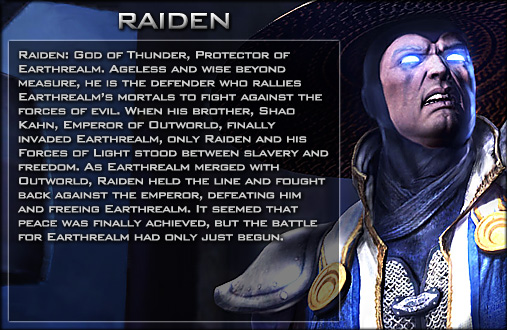 RAIDEN
Raiden: God of Thunder, Protector of
Earthrealm. Ageless and wise beyond
measure, he is the defender who rallies
Earthrealm's mortals to fight against the
forces of evil. When his brother, Shao
Kahn, Emperor of Outworld, finally
invaded Earthrealm, only Raiden and his
Forces of Light stood between slavery and
freedom. As Earthrealm merged with
Outworld, Raiden held the line and fought
back against the emperor, defeating him
and freeing Earthrealm. It seemed that
peace was finally achieved, but the battle
for Earthrealm had only just begun.